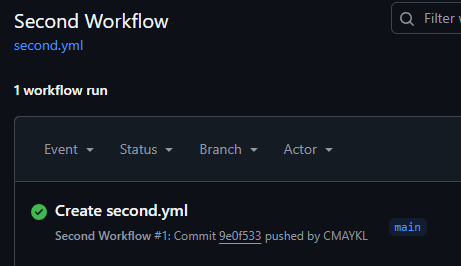 Second Workflow
Filter
second.yml
1 workflow run
Event Status Branch Actor
Create second.yml
main
Second Workflow #1: Commit 9e0f533 pushed by CMAYKL